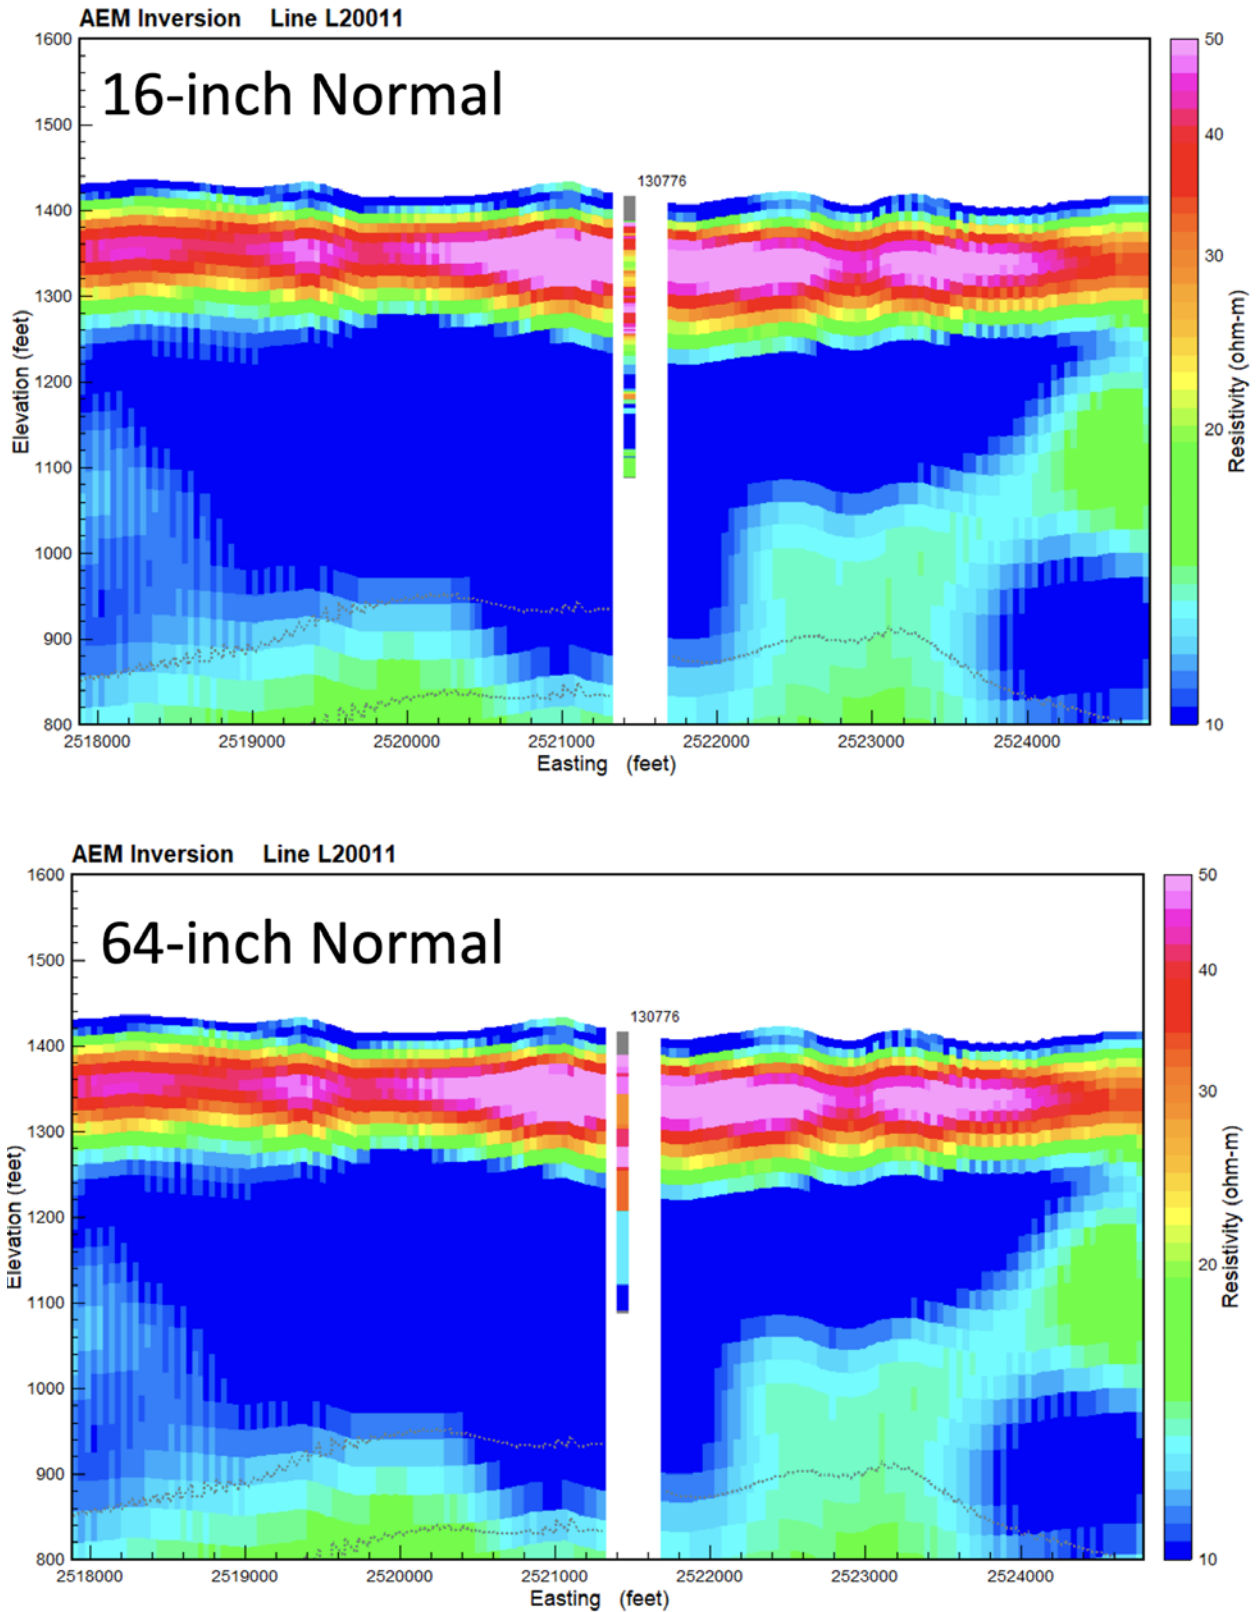 AEM Inversion Line L20011
16-inch Normal
1600
1500
1400
1300
1200
1100
1000
900
800
Elevation (feet)
130776
2518000 2519000 2520000 2521000 2522000 2523000 2524000
Easting (feet)
50
40
30
20
10
Resistivity (ohm-m)
AEM Inversion Line L20011
64-inch Normal
1600
1500
1400
1300
1200
1100
1000
900
800
Elevation (feet)
130776
2518000 2519000 2520000 2521000 2522000 2523000 2524000
Easting (feet)
50
40
30
20
10
Resistivity (ohm-m)